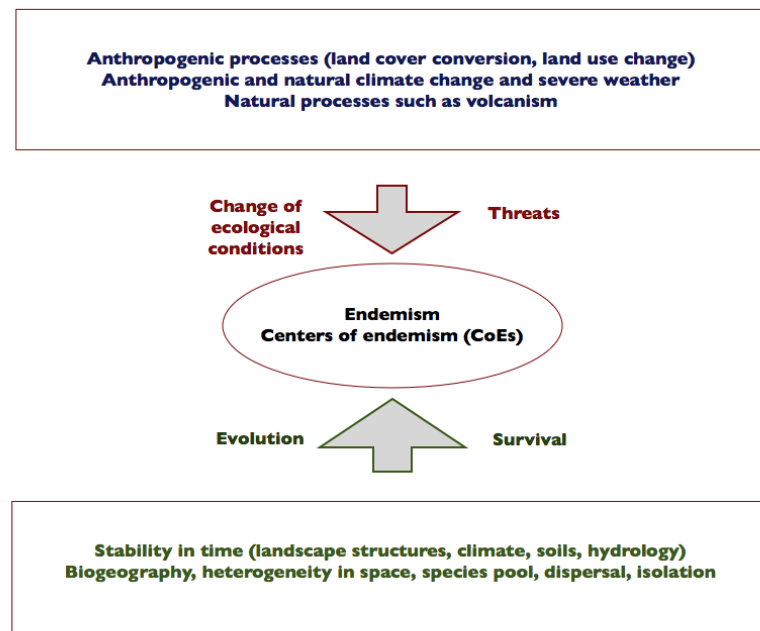 Anthropogenic processes (land cover conversion, land use change)
Anthropogenic and natural climate change and severe weather
Natural processes such as volcanism
Change of
ecological
conditions
Threats
Endemism
Centers of endemism (CoEs)
Evolution
Survival
Stability in time (landscape structures, climate, soils, hydrology)
Biogeography, heterogeneity in space, species pool, dispersal, isolation